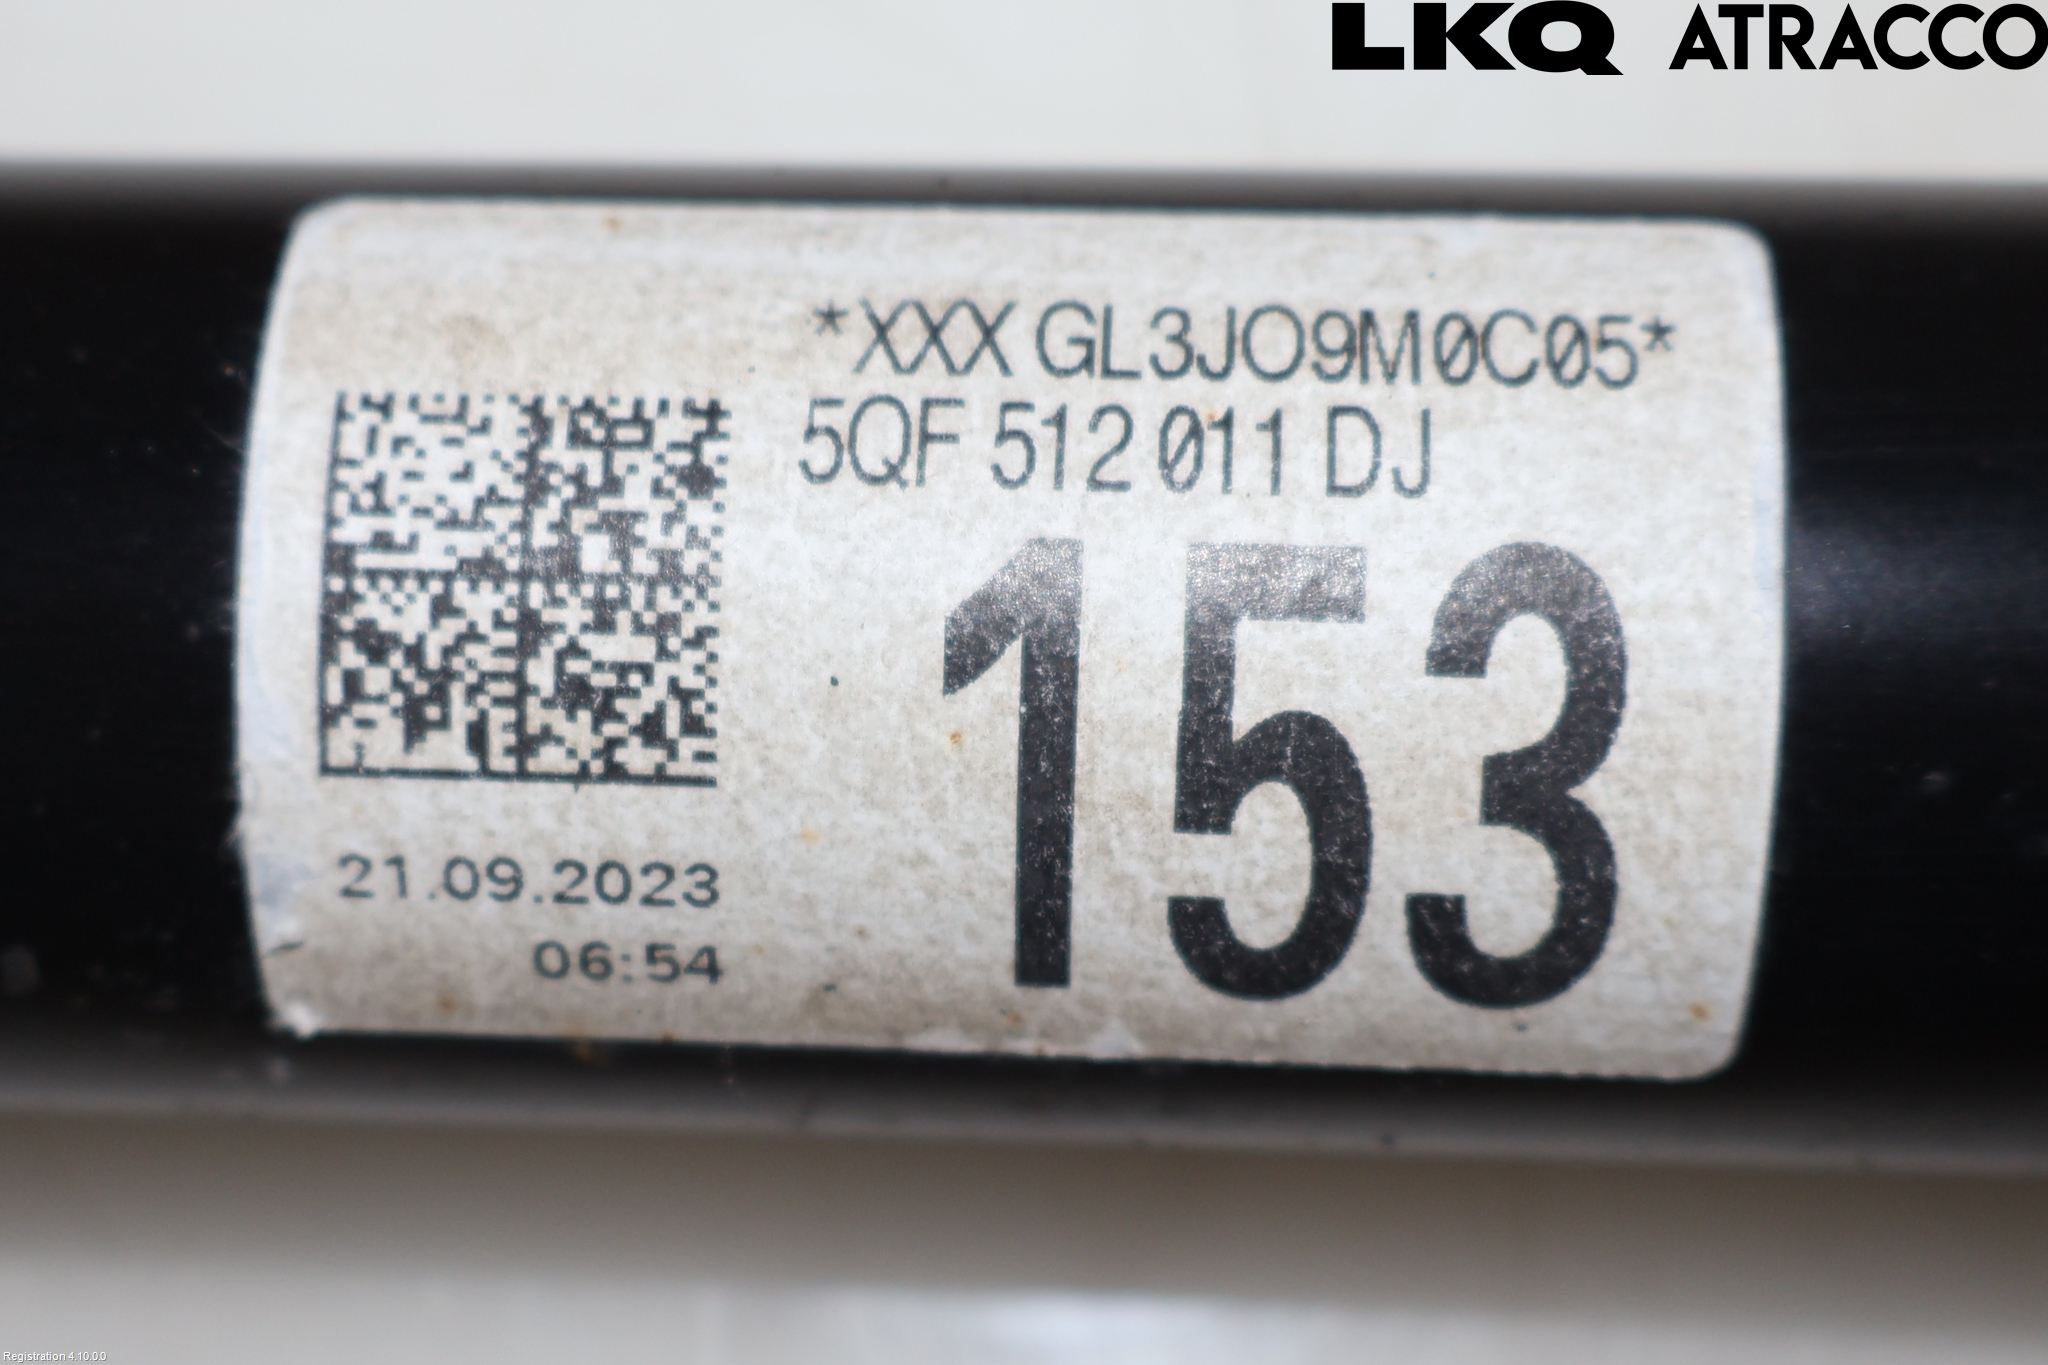 LKQ ATRACCO
*XXX GL3JO9M0C05*
5QF 512 011 DJ
153
21.09.2023
06:54
Registration 4.10.0.0